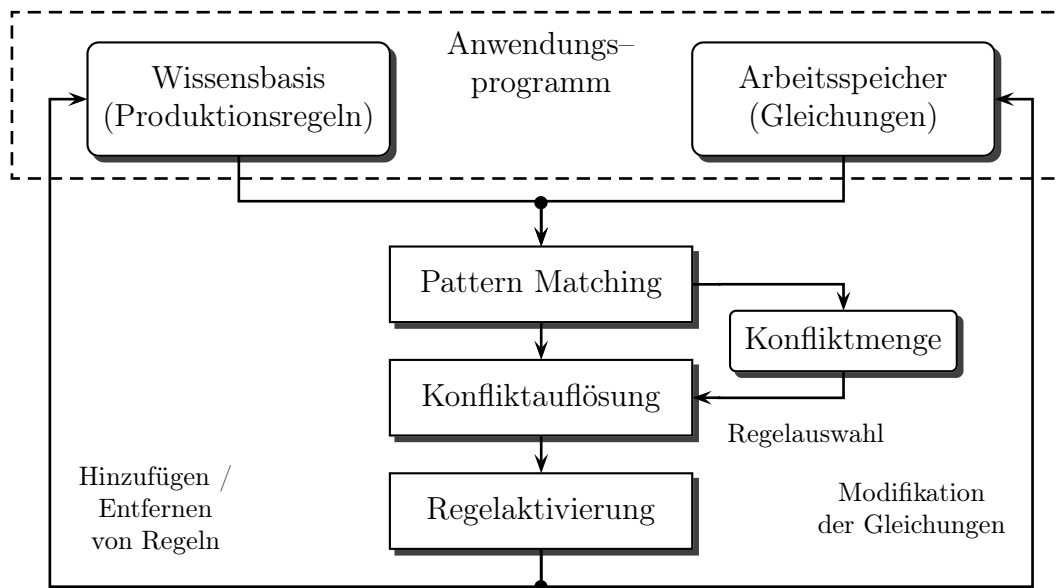 Anwendungs–
programm
Wissensbasis
(Produktionsregeln)
Arbeitsspeicher
(Gleichungen)
Pattern Matching
Konfliktmenge
Konfliktauflösung
Regelauswahl
Hinzufügen /
Entfernen
von Regeln
Regelaktivierung
Modifikation
der Gleichungen